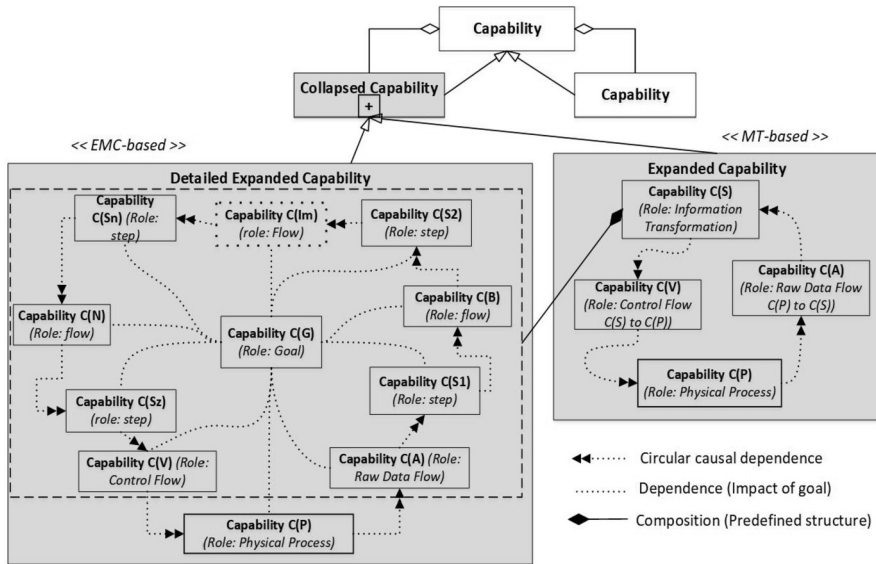 Capability
Collapsed Capability
+
Capability
<< EMC-based >>
<< MT-based >>
Detailed Expanded Capability
Capability
C(Sn) (Role:
step)
Capability C(Im)
(role: Flow)
Capability C(S2)
(Role: step)
Capability C(N)
(Role: flow)
Capability C(G)
(Role: Goal)
Capability C(B)
(Role: flow)
Capability C(Sz)
(role: step)
Capability C(S1)
(Role: step)
Capability C(V) (Role:
Control Flow)
Capability C(A) (Role:
Raw Data Flow)
Capability C(P)
(Role: Physical Process)
Expanded Capability
Capability C(S)
(Role: Information
Transformation)
Capability C(V)
(Role: Control Flow
C(S) to C(P))
Capability C(A)
(Role: Raw Data Flow
C(P) to C(S))
Capability C(P)
(Role: Physical Process)
Circular causal dependence
Dependence (Impact of goal)
Composition (Predefined structure)